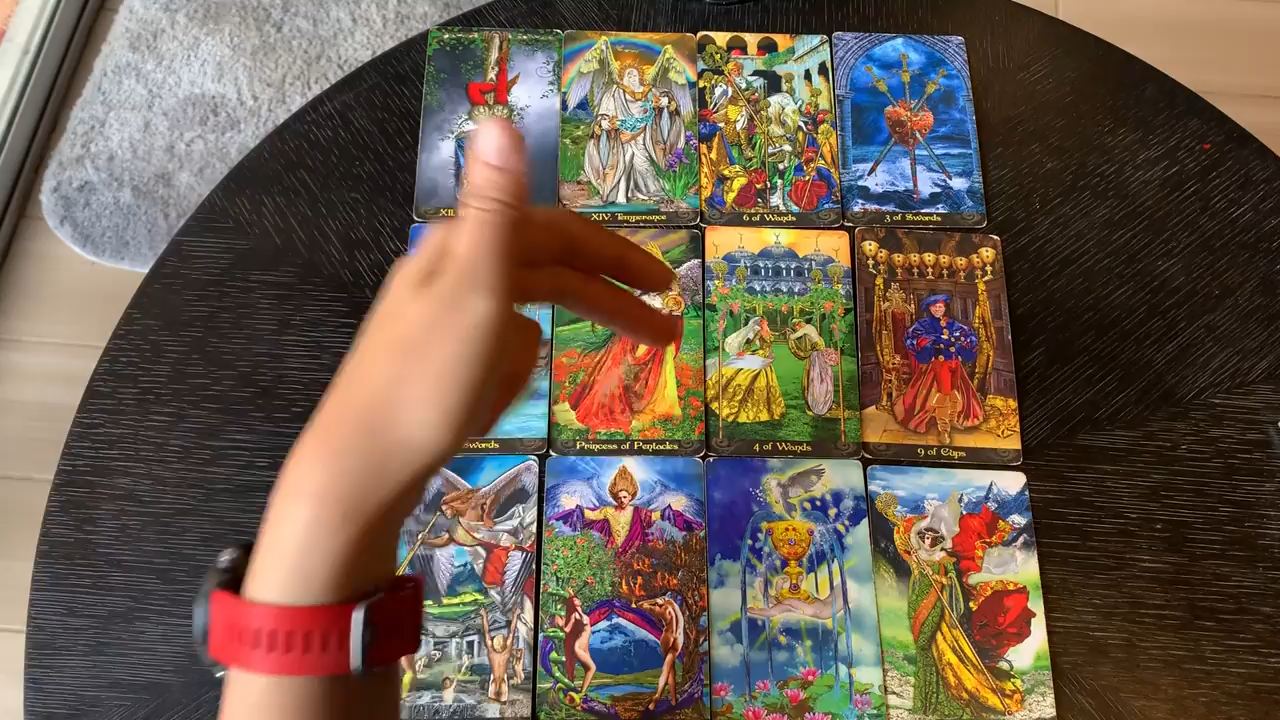 XIV. Temperance
6 of Wands
3 of Swords
Swords
Princess of Pentacles
4 of Wands
9 of Cups